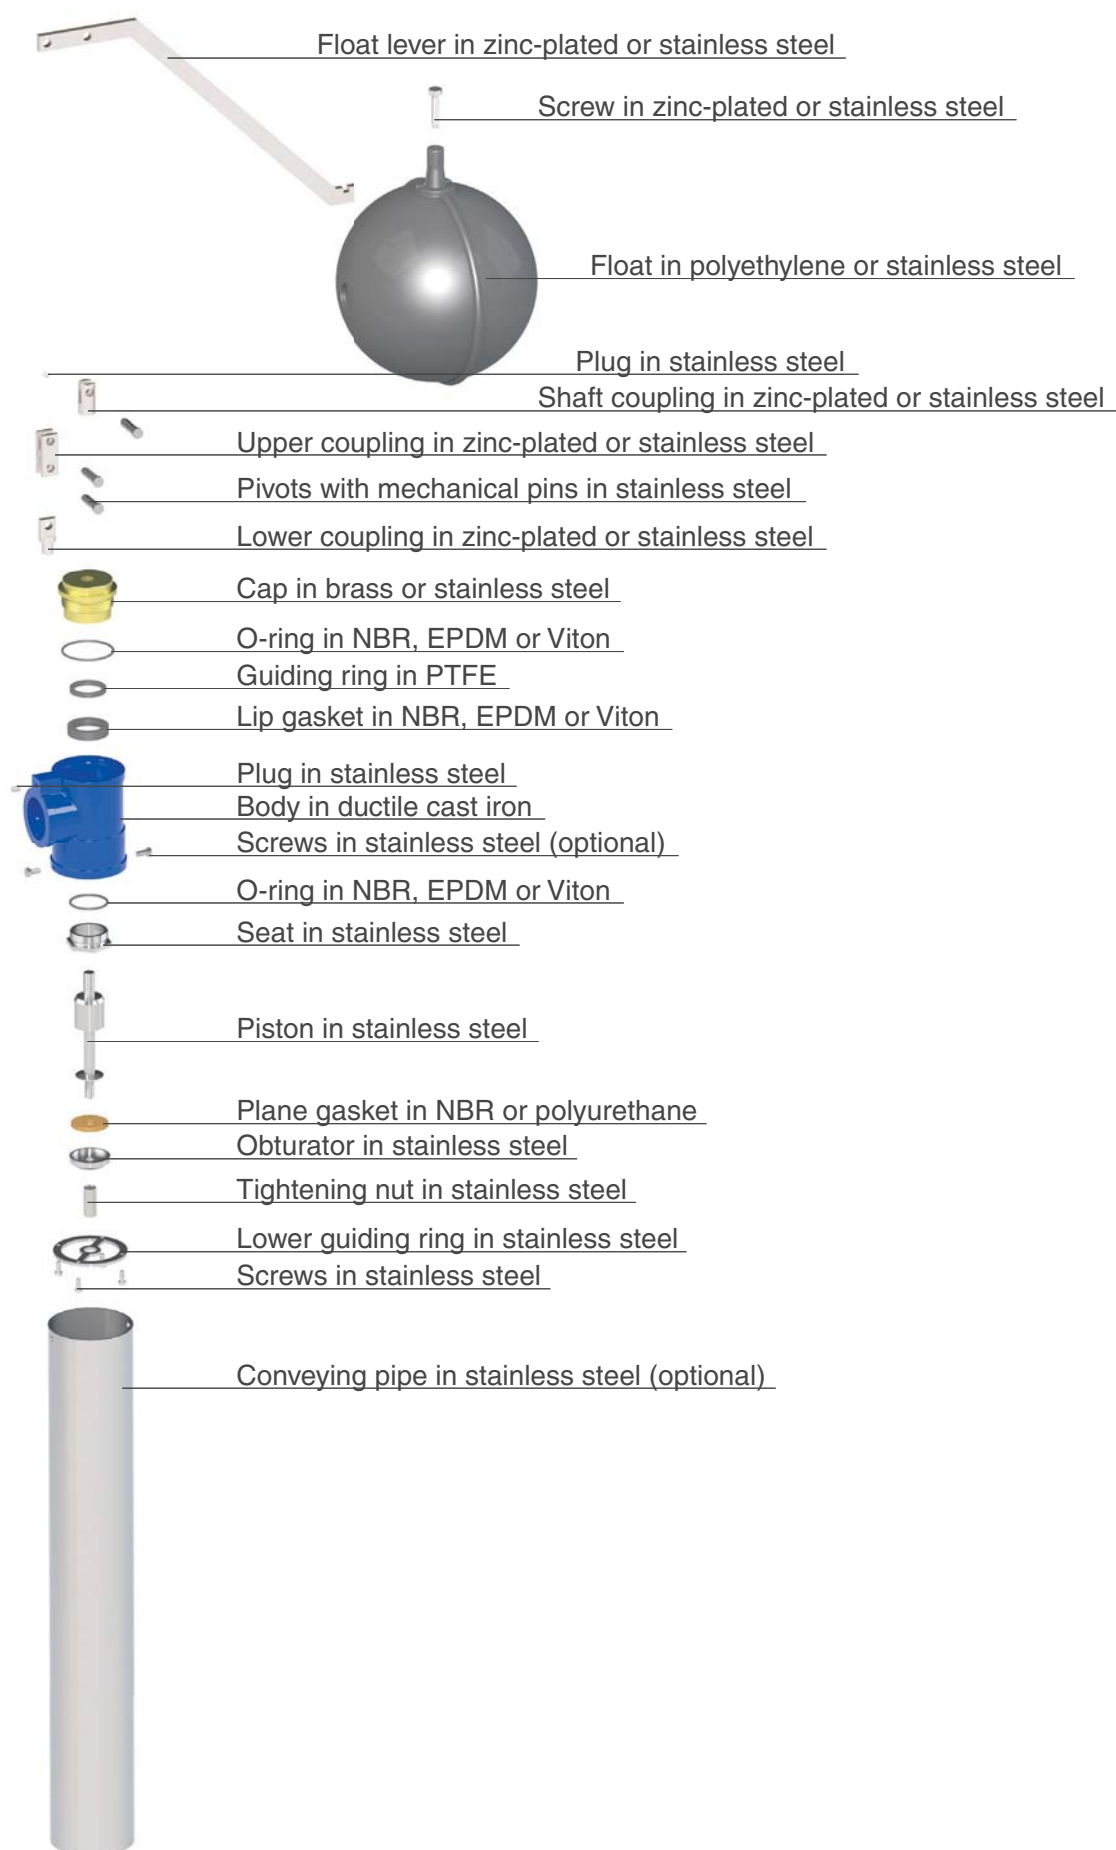 Float lever in zinc-plated or stainless steel
Screw in zinc-plated or stainless steel
Float in polyethylene or stainless steel
Plug in stainless steel
Shaft coupling in zinc-plated or stainless steel
Upper coupling in zinc-plated or stainless steel
Pivots with mechanical pins in stainless steel
Lower coupling in zinc-plated or stainless steel
Cap in brass or stainless steel
O-ring in NBR, EPDM or Viton
Guiding ring in PTFE
Lip gasket in NBR, EPDM or Viton
Plug in stainless steel
Body in ductile cast iron
Screws in stainless steel (optional)
O-ring in NBR, EPDM or Viton
Seat in stainless steel
Piston in stainless steel
Plane gasket in NBR or polyurethane
Obturator in stainless steel
Tightening nut in stainless steel
Lower guiding ring in stainless steel
Screws in stainless steel
Conveying pipe in stainless steel (optional)